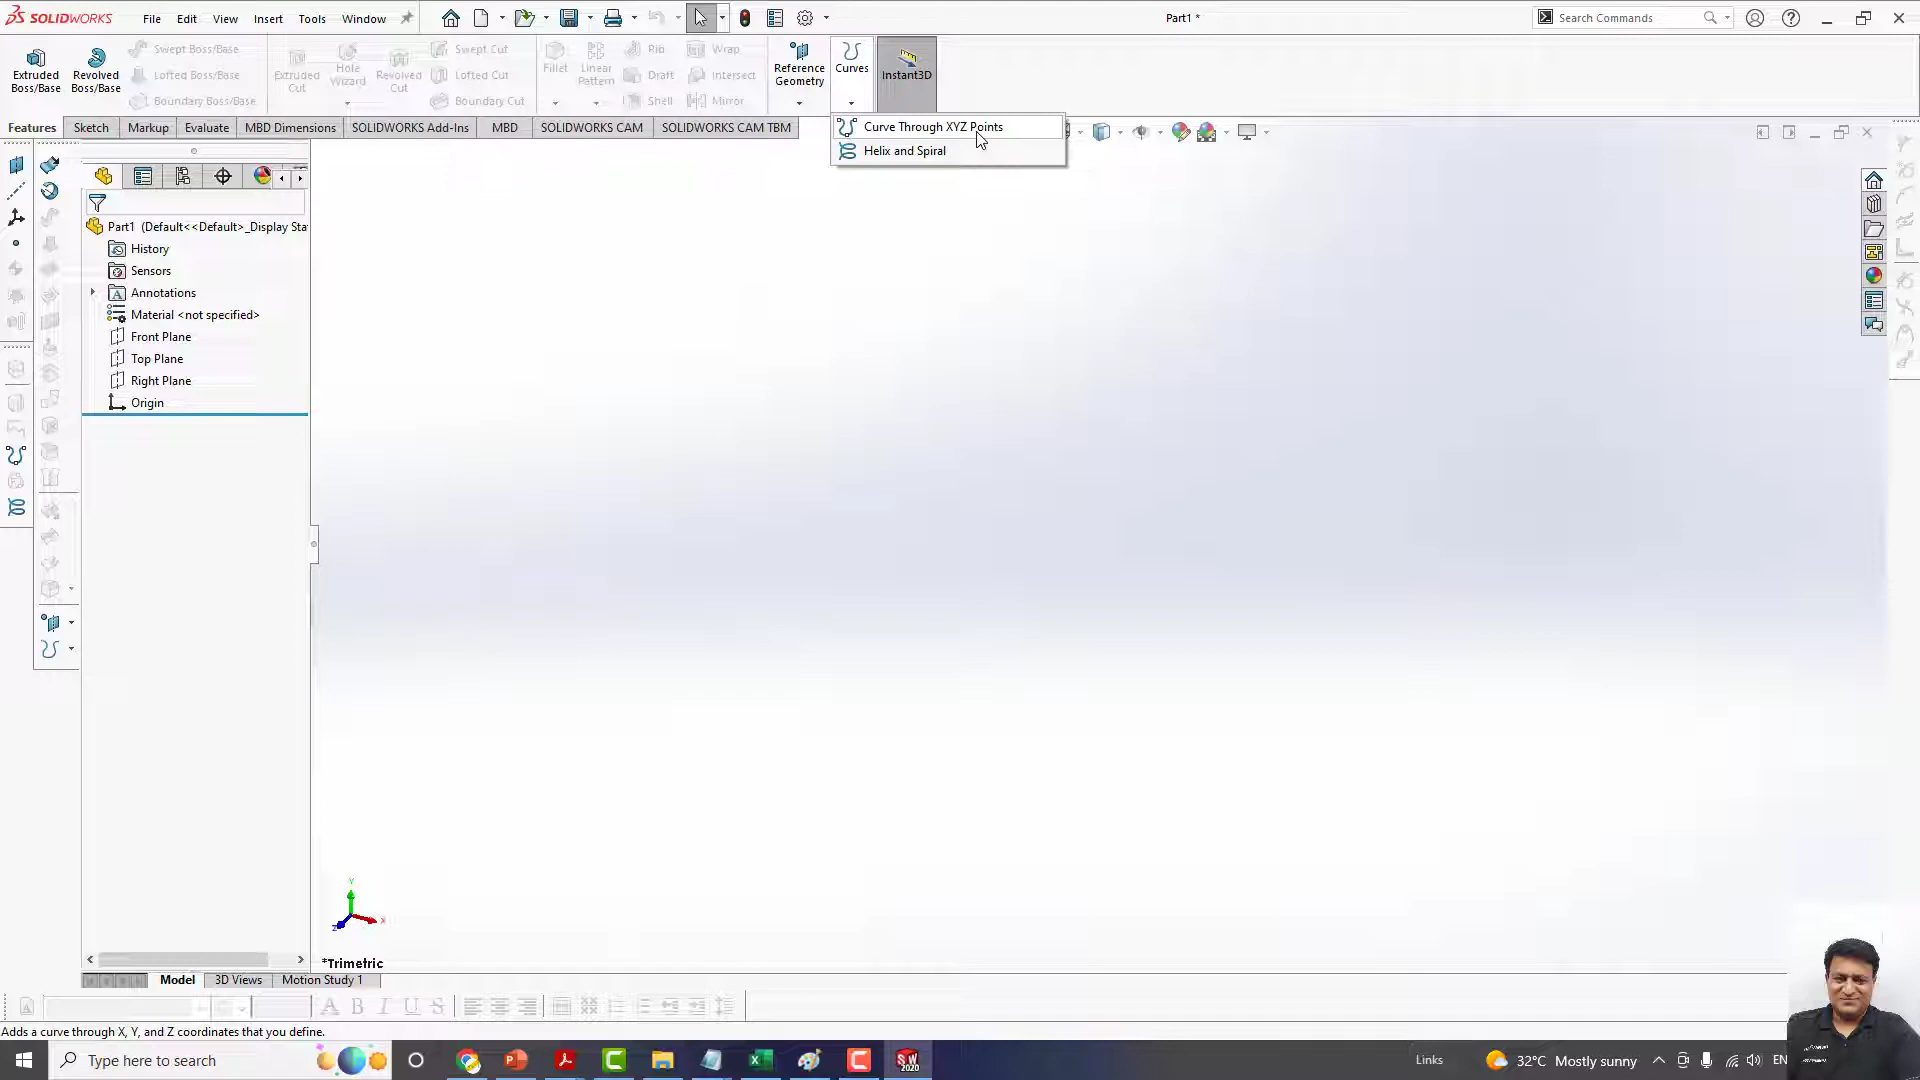 SOLIDWORKS File Edit View Insert Tools Window Part1 * Search Commands
Extruded Boss/Base
Revolved Boss/Base
Swept Boss/Base
Lofted Boss/Base
Boundary Boss/Base
Extruded Cut
Hole Wizard
Revolved Cut
Swept Cut
Lofted Cut
Boundary Cut
Fillet
Linear Pattern
Rib
Draft
Shell
Wrap
Intersect
Mirror
Reference Geometry
Curves
Instant3D
Features Sketch Markup Evaluate MBD Dimensions SOLIDWORKS Add-Ins MBD SOLIDWORKS CAM SOLIDWORKS CAM TBM
Curve Through XYZ Points
Helix and Spiral
Part1 (Default<<Default>_Display Sta
History
Sensors
Annotations
Material <not specified>
Front Plane
Top Plane
Right Plane
Origin
Y
X
Z
*Trimetric
Model 3D Views Motion Study 1
A B I U S
Adds a curve through X, Y, and Z coordinates that you define.
Type here to search
SW 2020
Links
32°C Mostly sunny
EN